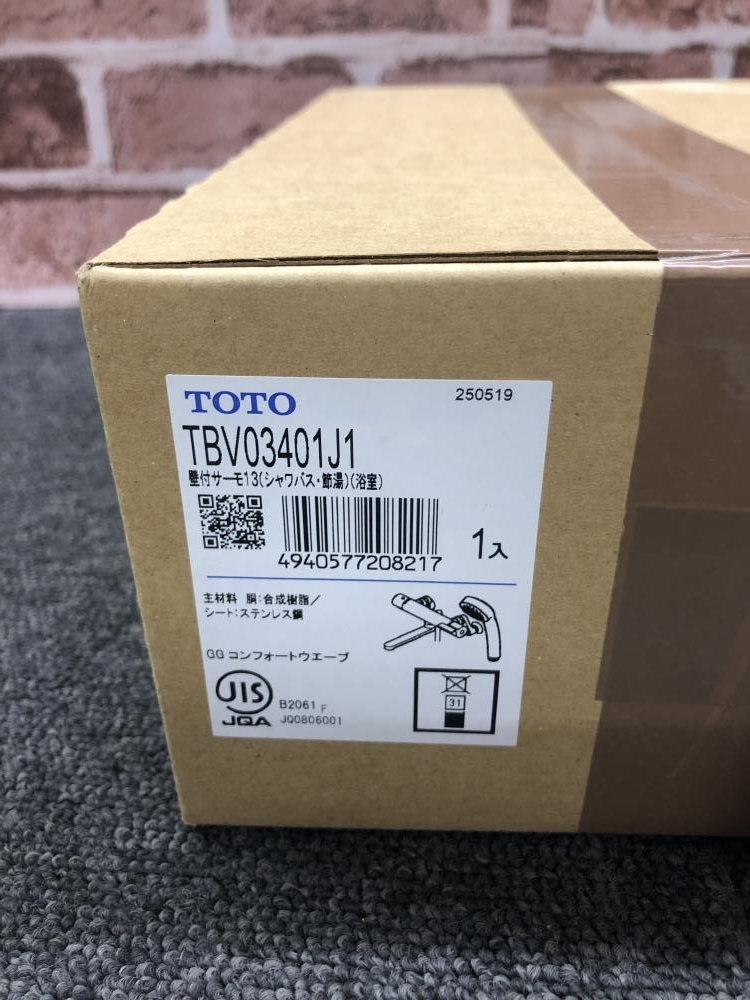 TOTO
250519
TBV03401J1
壁付サーモ13(シャワバス・節湯)(浴室)
4940577208217
1入
主材料 胴:合成樹脂/
シート:ステンレス鋼
GG コンフォートウエーブ
JIS
JQA
B2061 F
JQ0806001
31